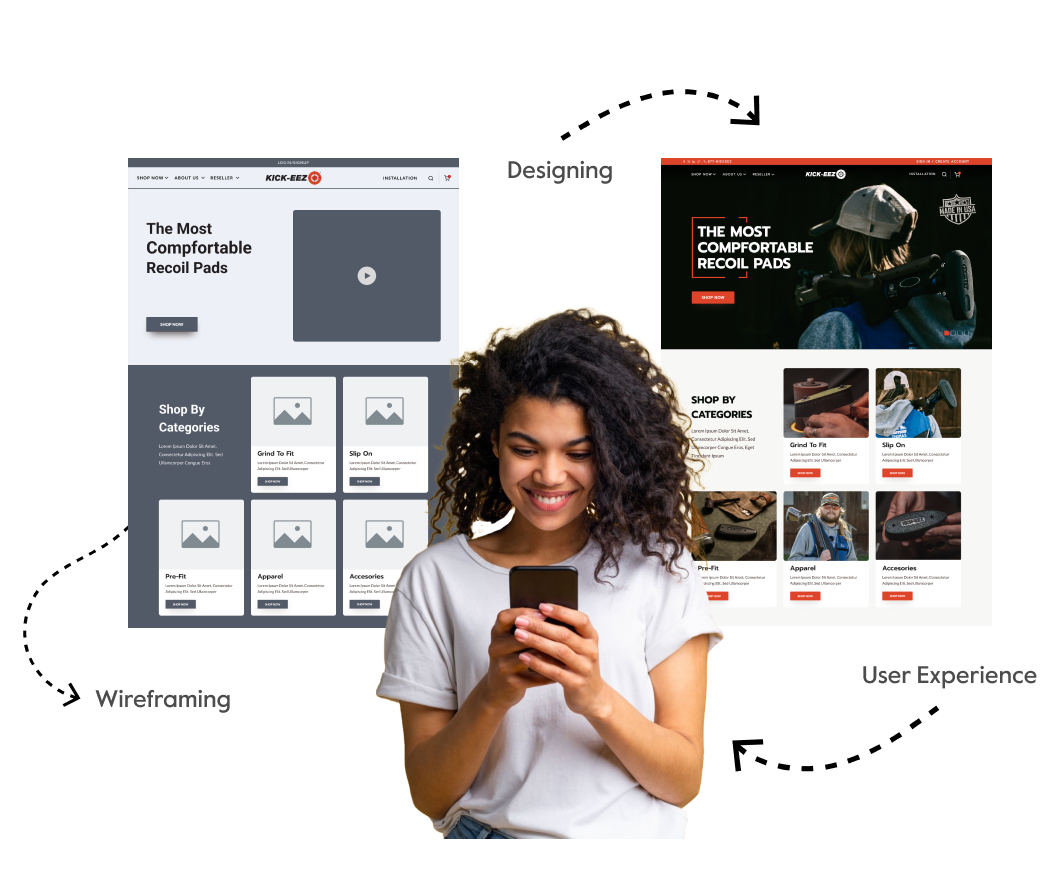 Designing
LOG IN/SIGNUP
SHOP NOW ABOUT US RESELLER KICK-EEZ INSTALLATION
The Most
Compfortable
Recoil Pads
SHOP NOW
Shop By
Categories
Lorem Ipsum Dolor Sit Amet,
Consectetur Adipiscing Elit. Sed
Ullamcorper Congue Eros
Grind To Fit
Lorem Ipsum Dolor Sit Amet, Consectetur
Adipiscing Elit. Sed Ullamcorper
SHOP NOW
Slip On
Lorem Ipsum Dolor Sit Amet, Consectetur
Adipiscing Elit. Sed Ullamcorper
SHOP NOW
Pre-Fit
Lorem Ipsum Dolor Sit Amet, Consectetur
Adipiscing Elit. Sed Ullamcorper
SHOP NOW
Apparel
Lorem Ipsum Dolor Sit Amet, Consectetur
Adipiscing Elit. Sed Ullamcorper
SHOP NOW
Accesories
Lorem Ipsum Dolor Sit Amet,
Adipiscing Elit. Sed Ullamcorper
SHOP NOW
Wireframing
SIGN IN / CREATE ACCOUNT
SHOP NOW ABOUT US RESELLER KICK-EEZ INSTALLATION
MADE IN USA
THE MOST
COMPFORTABLE
RECOIL PADS
SHOP NOW
SHOP BY
CATEGORIES
Lorem Ipsum Dolor Sit Amet,
Consectetur Adipiscing Elit. Sed
Ullamcorper Congue Eros, Eget
Tincidunt Ipsum
Grind To Fit
Lorem Ipsum Dolor Sit Amet, Consectetur
Adipiscing Elit. Sed Ullamcorper
SHOP NOW
Slip On
Lorem Ipsum Dolor Sit Amet, Consectetur
Adipiscing Elit. Sed Ullamcorper
SHOP NOW
Pre-Fit
Ipsum Dolor Sit Amet, Consectetur
Elit. Sed Ullamcorper
SHOP NOW
Apparel
Lorem Ipsum Dolor Sit Amet, Consectetur
Adipiscing Elit. Sed Ullamcorper
SHOP NOW
Accesories
Lorem Ipsum Dolor Sit Amet, Consectetur
Adipiscing Elit. Sed Ullamcorper
SHOP NOW
User Experience